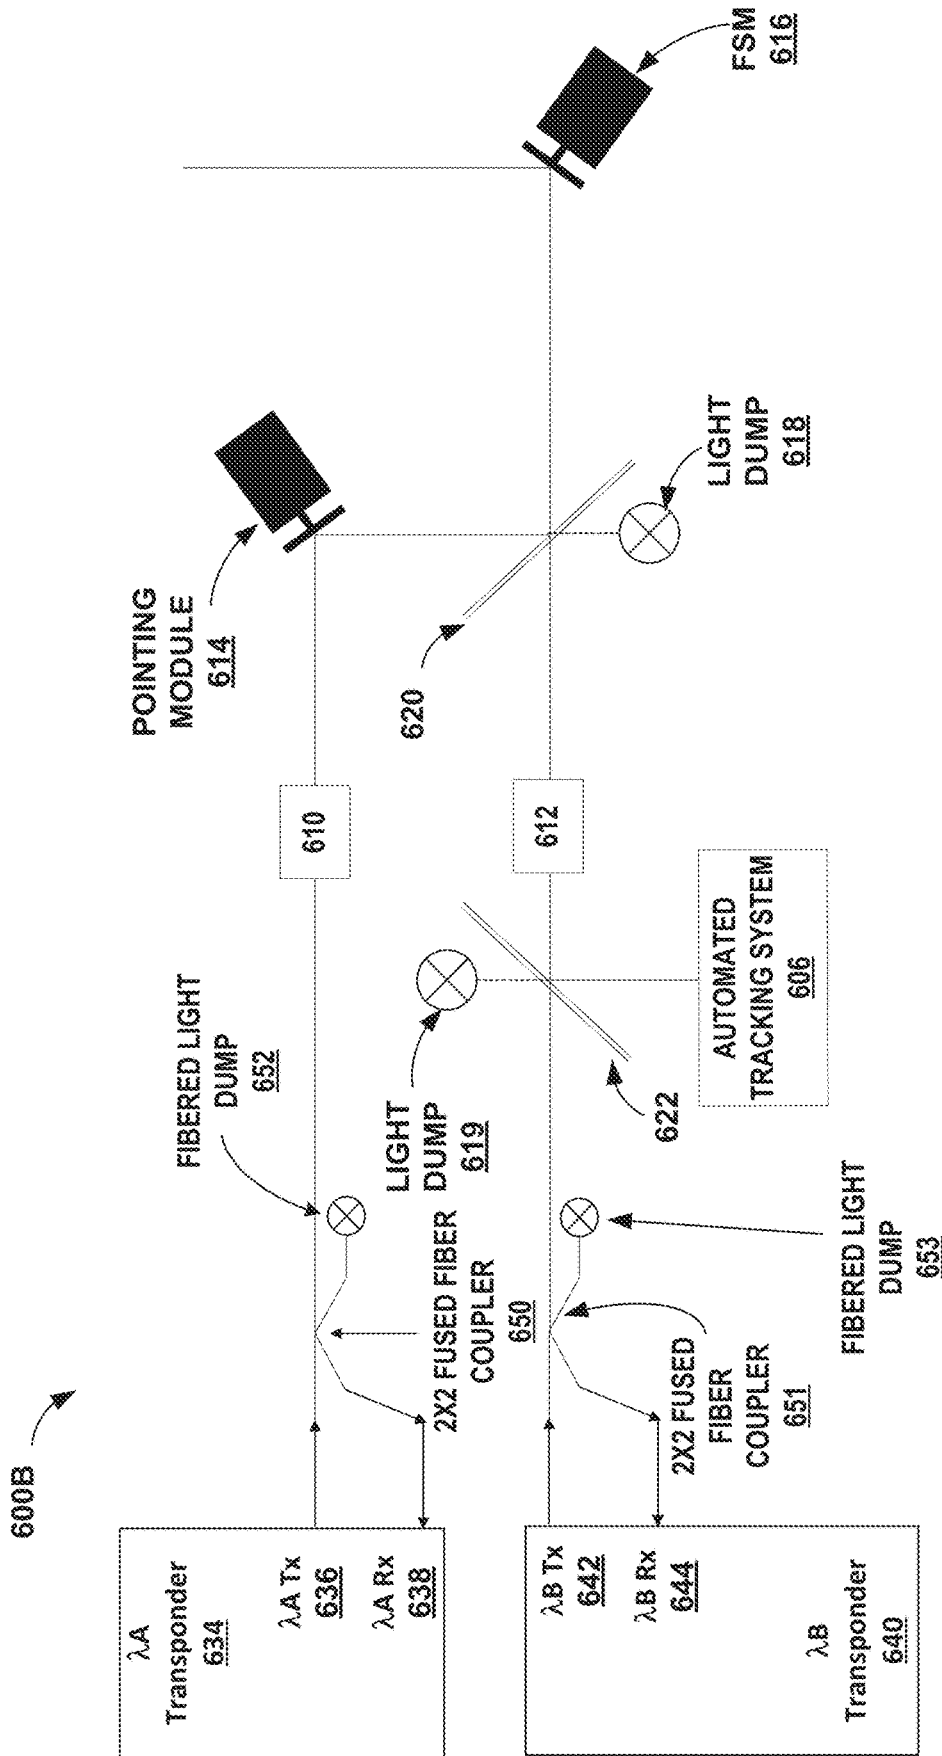 600B
λA
Transponder
634
λA Tx
636
λA Rx
638
2X2 FUSED FIBER
COUPLER
650
FIBERED LIGHT
DUMP
652
610
POINTING
MODULE
614
FSM
616
LIGHT
DUMP
619
620
LIGHT
DUMP
618
612
622
AUTOMATED
TRACKING SYSTEM
606
λB Tx
642
λB Rx
644
λB
Transponder
640
2X2 FUSED
FIBER
COUPLER
651
FIBERED LIGHT
DUMP
653